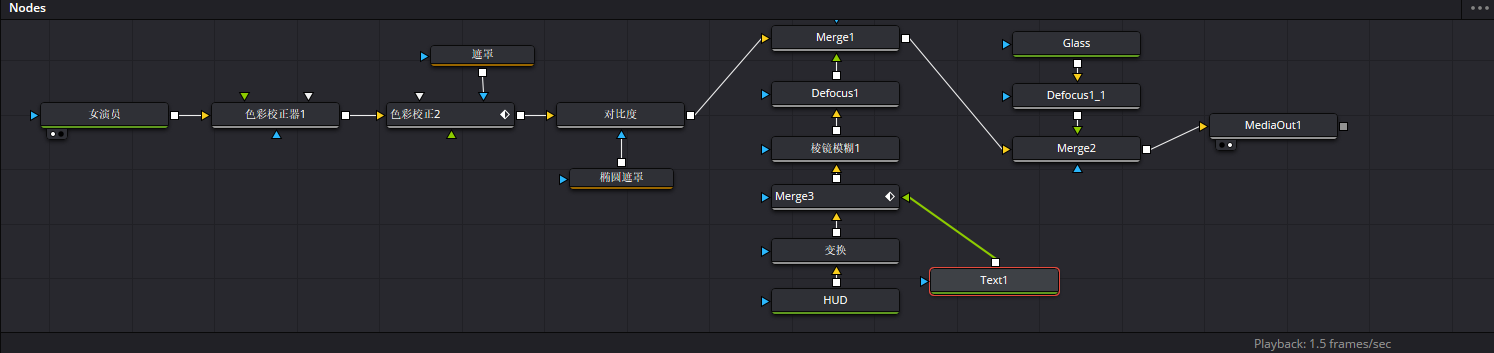 Nodes
Merge1
Glass
遮罩
Defocus1
Defocus1_1
女演员
色彩校正器1
色彩校正2
对比度
MediaOut1
棱镜模糊1
Merge2
椭圆遮罩
Merge3
变换
Text1
HUD
Playback: 1.5 frames/sec